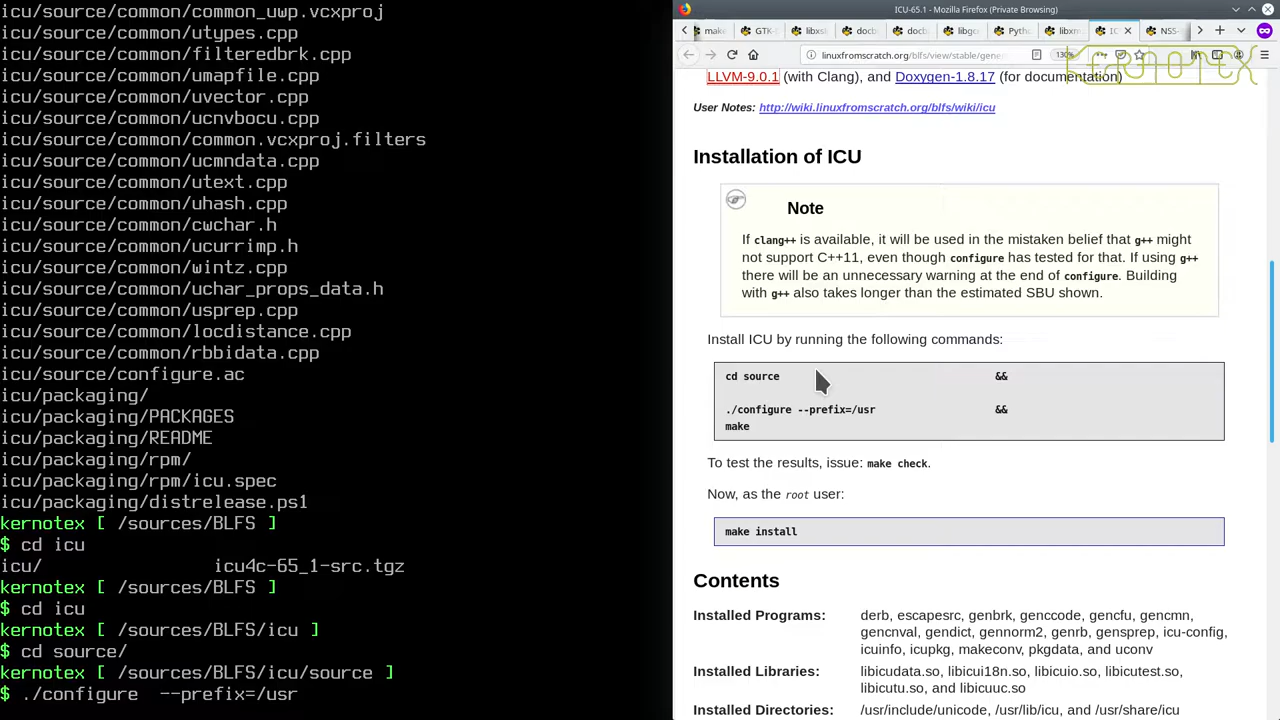 icu/source/common/common_uwp.vcxproj
icu/source/common/utypes.cpp
icu/source/common/filteredbrk.cpp
icu/source/common/umapfile.cpp
icu/source/common/uvector.cpp
icu/source/common/ucnvbocu.cpp
icu/source/common/common.vcxproj.filters
icu/source/common/ucmndata.cpp
icu/source/common/utext.cpp
icu/source/common/uhash.cpp
icu/source/common/cwchar.h
icu/source/common/ucurrimp.h
icu/source/common/wintz.cpp
icu/source/common/uchar_props_data.h
icu/source/common/usprep.cpp
icu/source/common/locdistance.cpp
icu/source/common/rbbidata.cpp
icu/source/configure.ac
icu/packaging/
icu/packaging/PACKAGES
icu/packaging/README
icu/packaging/rpm/
icu/packaging/rpm/icu.spec
icu/packaging/distrelease.ps1
kernotex [ /sources/BLFS ]
$ cd icu
icu/ icu4c-65_1-src.tgz
kernotex [ /sources/BLFS ]
$ cd icu
kernotex [ /sources/BLFS/icu ]
$ cd source/
kernotex [ /sources/BLFS/icu/source ]
$ ./configure --prefix=/usr
ICU-65.1 - Mozilla Firefox (Private Browsing)
make GTK- libxsl docb docb libgc Pytho libxre IC NSS-
linuxfromscratch.org/blfs/view/stable/gene 130%
KERNOTEX
LLVM-9.0.1 (with Clang), and Doxygen-1.8.17 (for documentation)
User Notes: http://wiki.linuxfromscratch.org/blfs/wiki/icu
Installation of ICU
Note
If clang++ is available, it will be used in the mistaken belief that g++ might
not support C++11, even though configure has tested for that. If using g++
there will be an unnecessary warning at the end of configure. Building
with g++ also takes longer than the estimated SBU shown.
Install ICU by running the following commands:
cd source &&
./configure --prefix=/usr &&
make
To test the results, issue: make check.
Now, as the root user:
make install
Contents
Installed Programs: derb, escapesrc, genbrk, genccode, gencfu, gencmn,
gencnval, gendict, gennorm2, genrb, gensprep, icu-config,
icuinfo, icupkg, makeconv, pkgdata, and uconv
Installed Libraries: libicudata.so, libicui18n.so, libicuio.so, libicutest.so,
libicutu.so, and libicuuc.so
Installed Directories: /usr/include/unicode, /usr/lib/icu, and /usr/share/icu